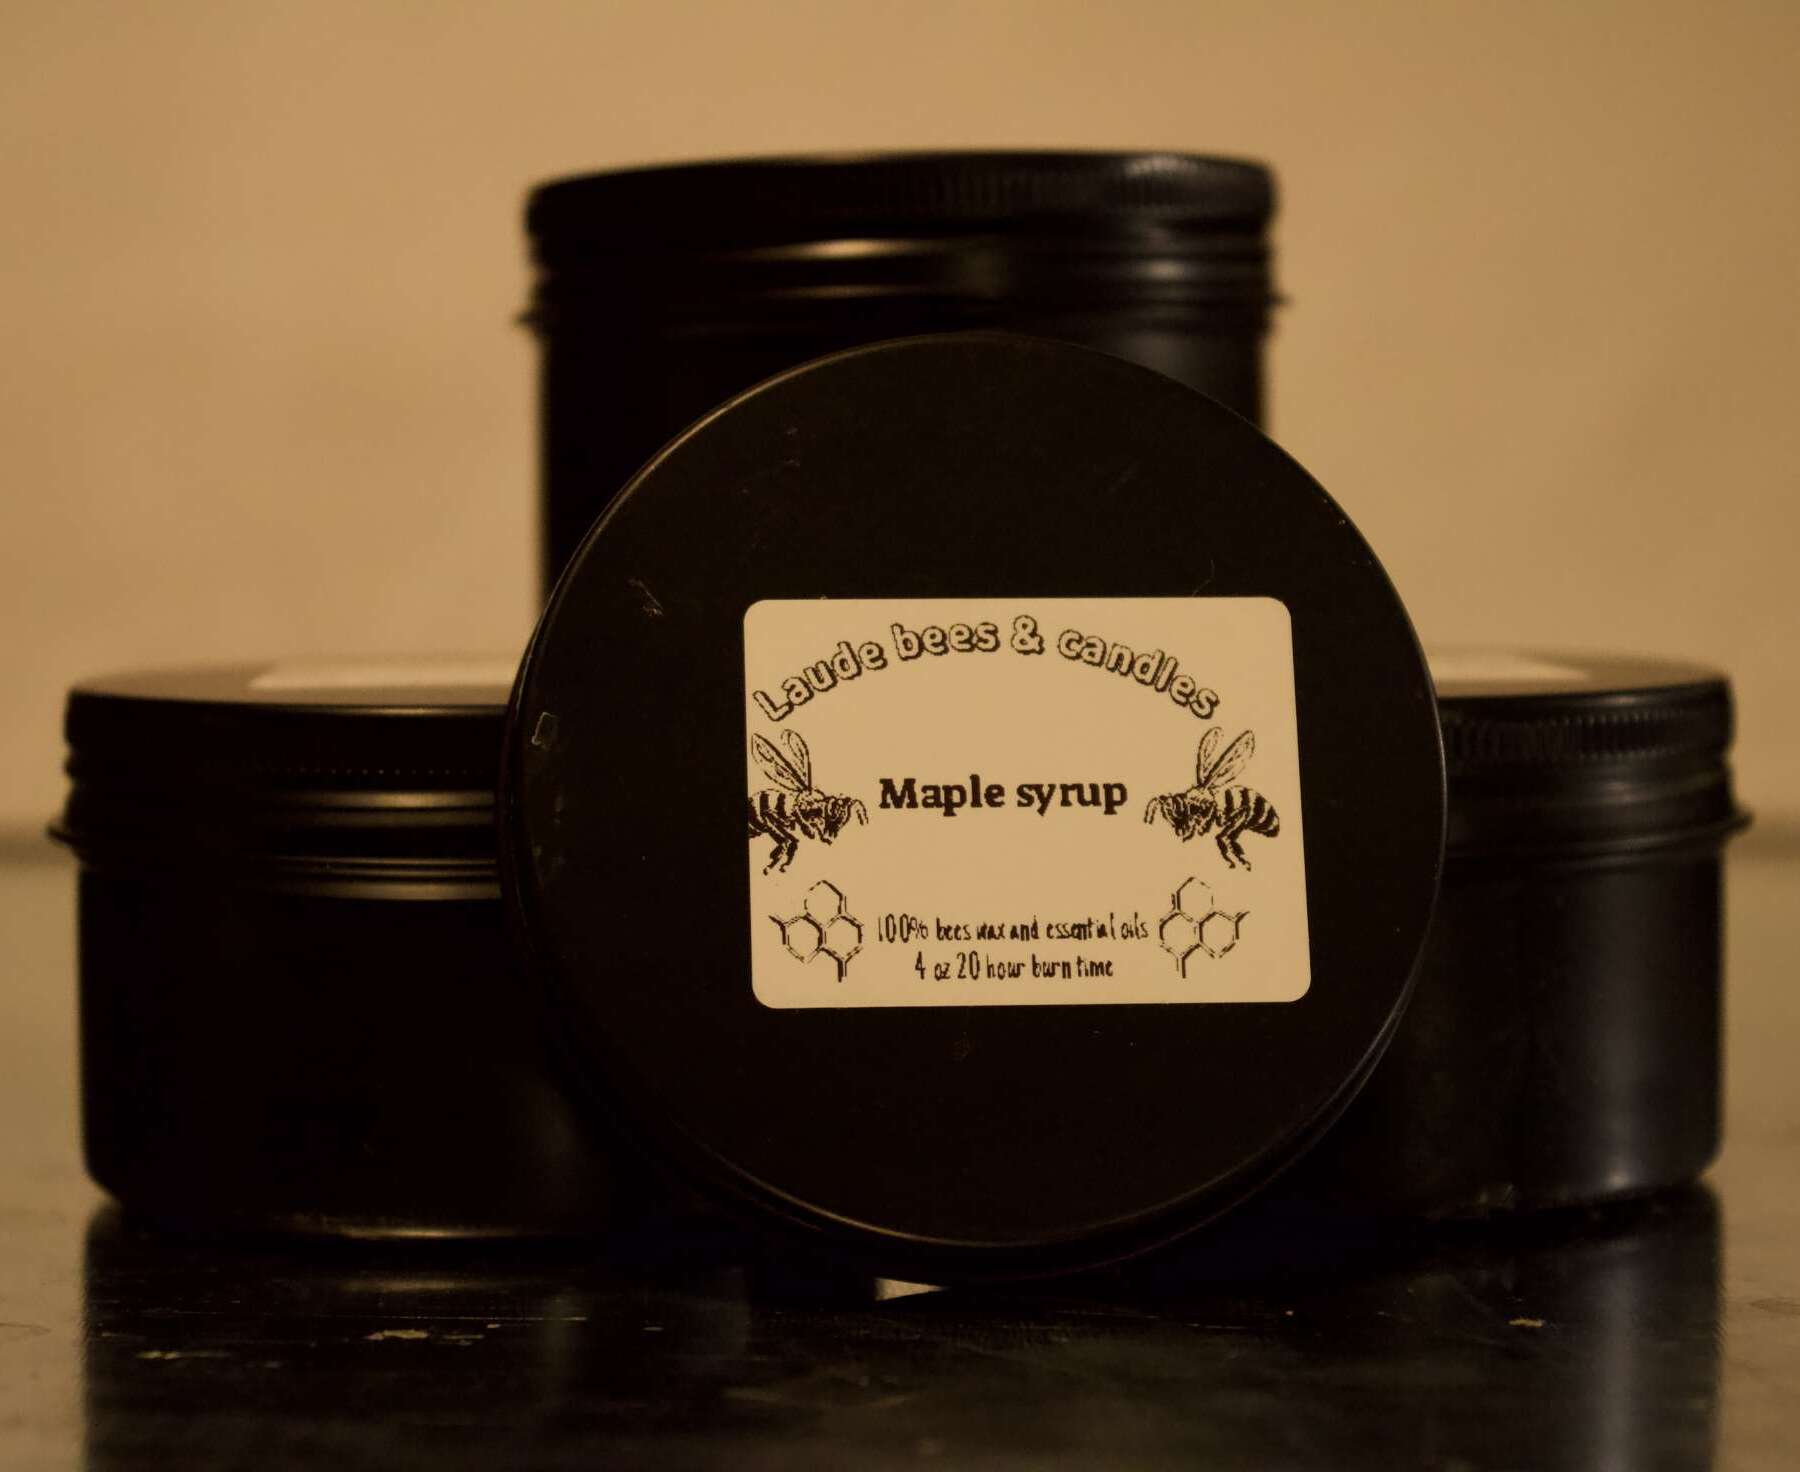 Laude bees & candles
Maple syrup
100% bees wax and essential oils
4 oz 20 hour burn time